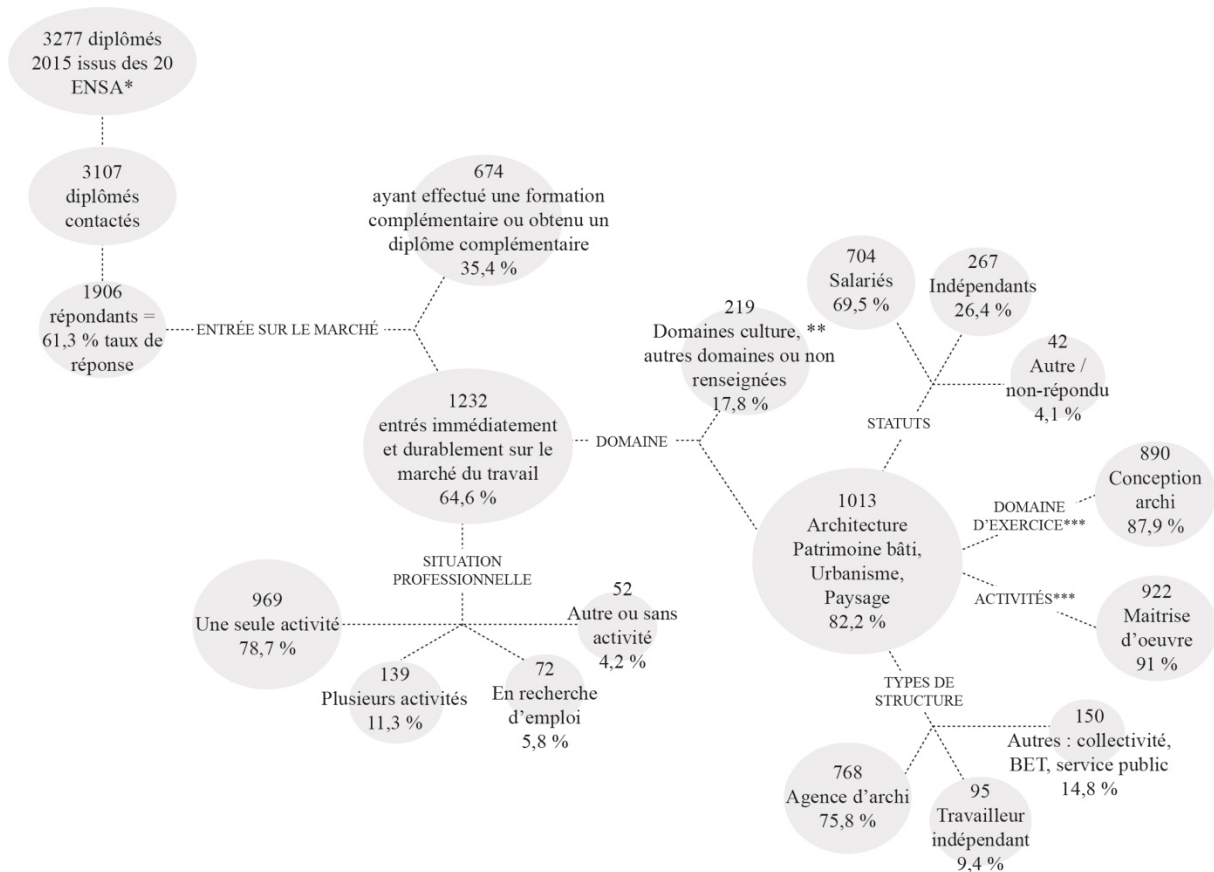 3277 diplômés
2015 issus des 20
ENSA*
3107
diplômés
contactés
1906
répondants =
61,3 % taux de
réponse
ENTRÉE SUR LE MARCHÉ
674
ayant effectué une formation
complémentaire ou obtenu un
diplôme complémentaire
35,4 %
1232
entrés immédiatement
et durablement sur le
marché du travail
64,6 %
SITUATION
PROFESSIONNELLE
969
Une seule activité
78,7 %
139
Plusieurs activités
11,3 %
72
En recherche
d'emploi
5,8 %
52
Autre ou sans
activité
4,2 %
DOMAINE
219
Domaines culture, **
autres domaines ou non
renseignées
17,8 %
1013
Architecture
Patrimoine bâti,
Urbanisme,
Paysage
82,2 %
STATUTS
704
Salariés
69,5 %
267
Indépendants
26,4 %
42
Autre /
non-répondu
4,1 %
DOMAINE
D'EXERCICE***
890
Conception
archi
87,9 %
ACTIVITÉS***
922
Maitrise
d'oeuvre
91 %
TYPES DE
STRUCTURE
768
Agence d'archi
75,8 %
95
Travailleur
indépendant
9,4 %
150
Autres : collectivité,
BET, service public
14,8 %